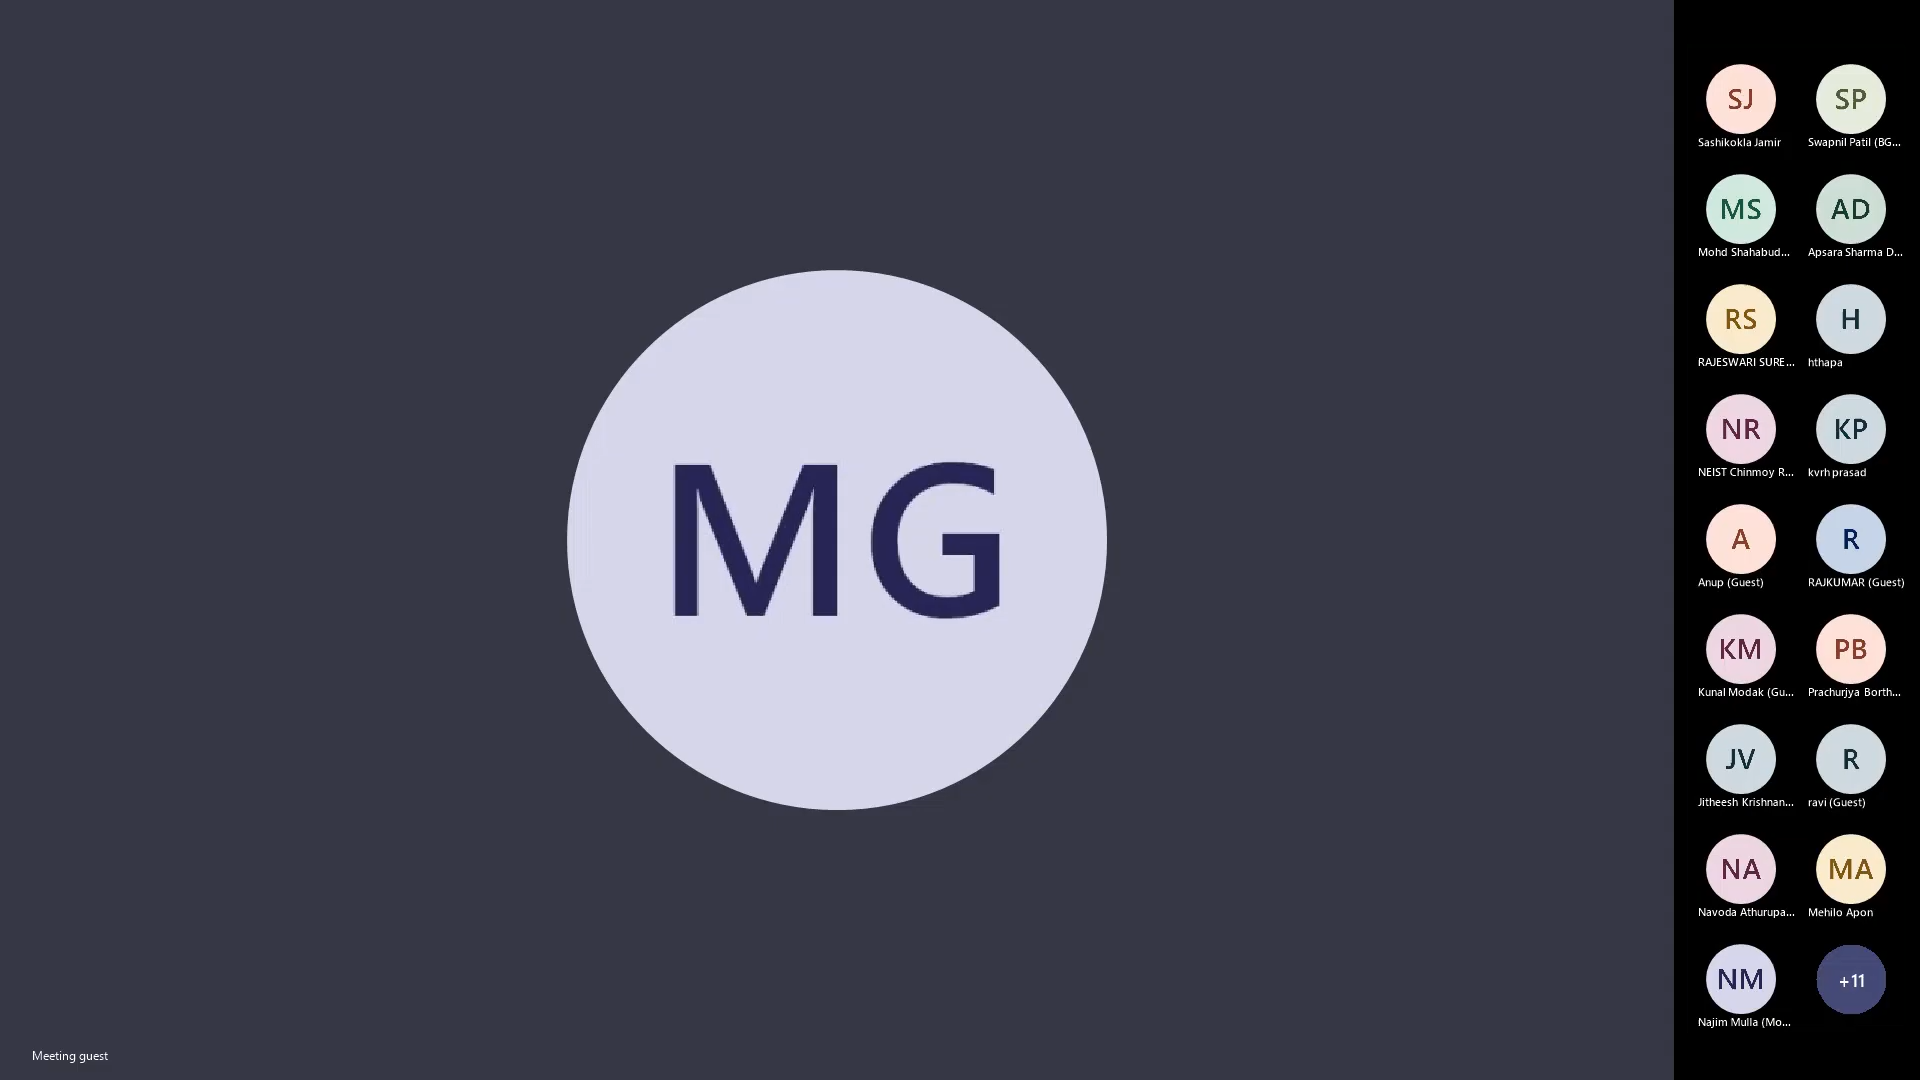 MG
Meeting guest
SJ SP
Sashikokla Jamir Swapnil Patil (BG...
MS AD
Mohd Shahabud... Apsara Sharma D...
RS H
RAJESWARI SURE... hthapa
NR KP
NEIST Chinmoy R... kvrh prasad
A R
Anup (Guest) RAJKUMAR (Guest)
KM PB
Kunal Modak (Gu... Prachurjya Borth...
JV R
Jitheesh Krishnan... ravi (Guest)
NA MA
Navoda Athurupa... Mehilo Apon
NM +11
Najim Mulla (Mo...